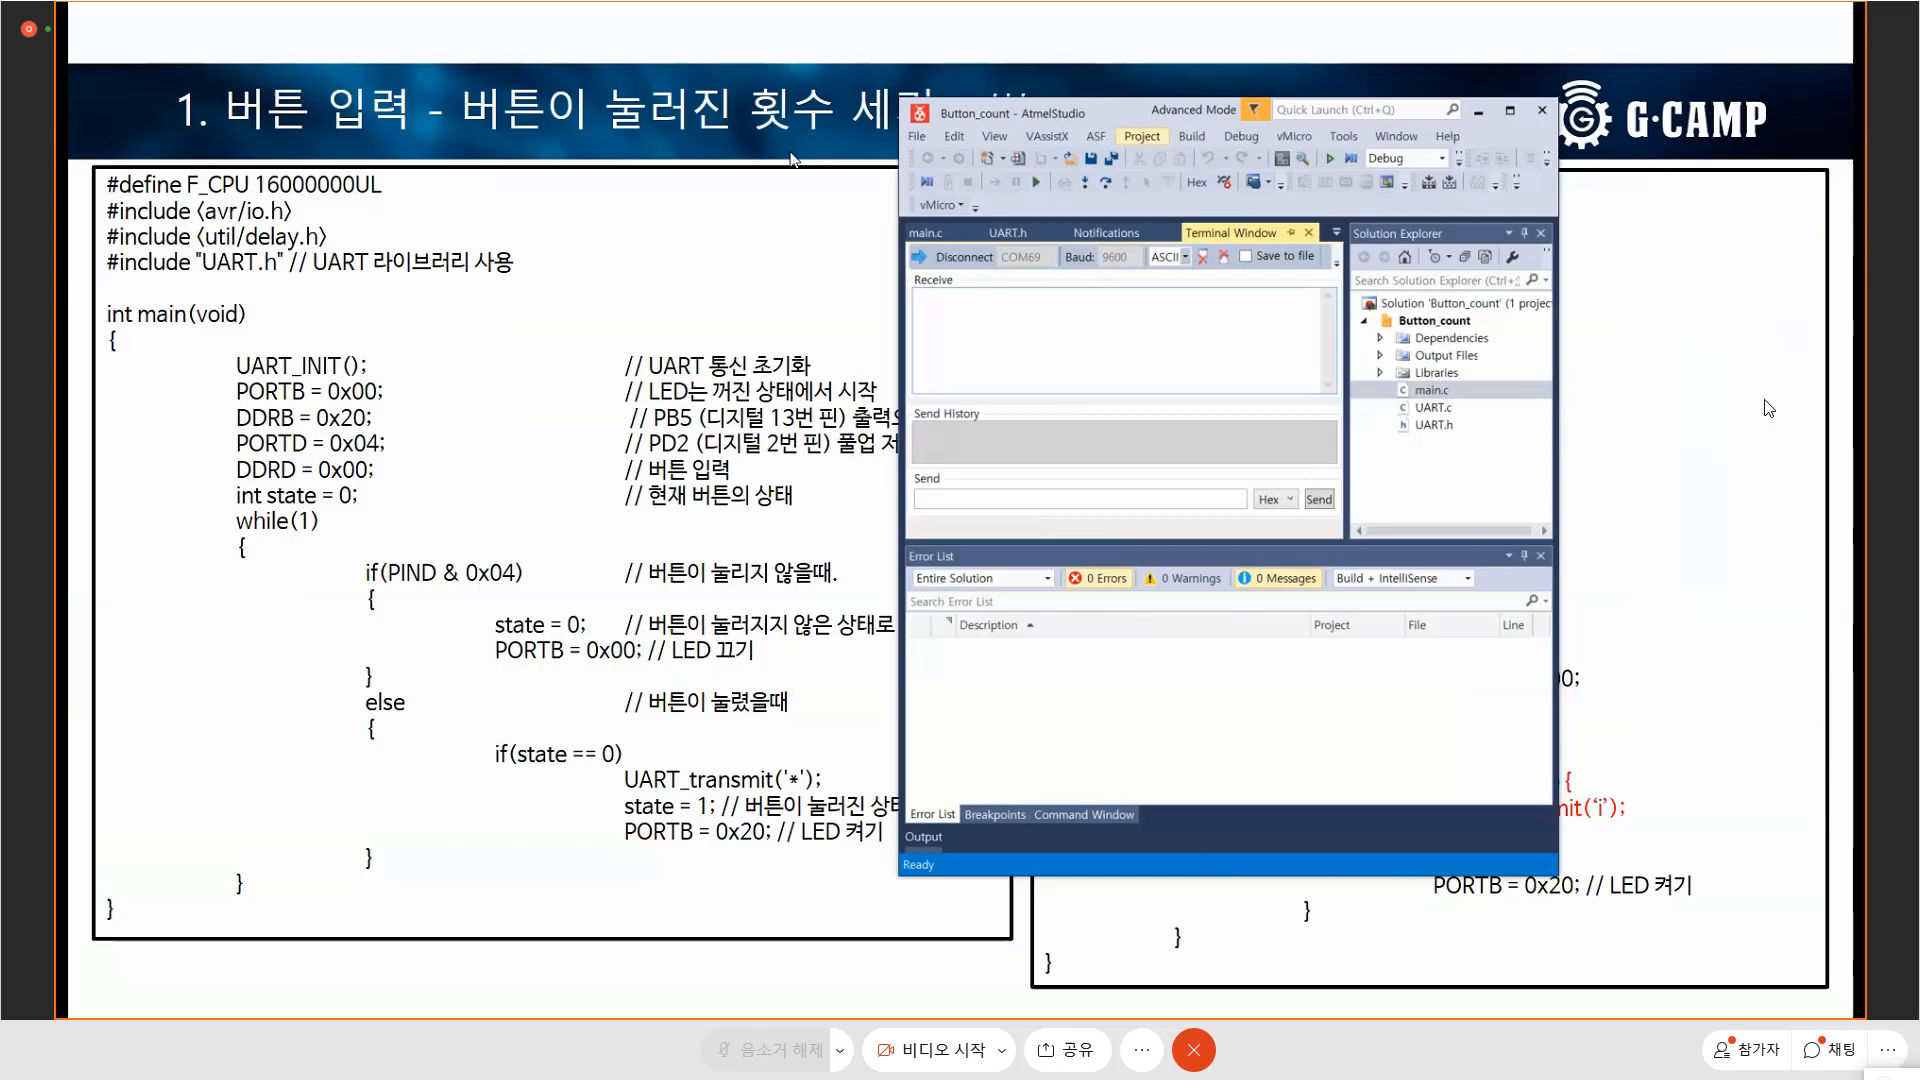 1. 버튼 입력 - 버튼이 눌러진 횟수 세
G·CAMP
#define F_CPU 16000000UL
#include <avr/io.h>
#include <util/delay.h>
#include "UART.h" // UART 라이브러리 사용
int main(void)
{
UART_INIT(); // UART 통신 초기화
PORTB = 0x00; // LED는 꺼진 상태에서 시작
DDRB = 0x20; // PB5 (디지털 13번 핀) 출력
PORTD = 0x04; // PD2 (디지털 2번 핀) 풀업 저
DDRD = 0x00; // 버튼 입력
int state = 0; // 현재 버튼의 상태
while(1)
{
if(PIND & 0x04) // 버튼이 눌리지 않을때.
{
state = 0; // 버튼이 눌러지지 않은 상태로
PORTB = 0x00; // LED 끄기
}
else // 버튼이 눌렸을때
{
if(state == 0)
UART_transmit('*');
state = 1; // 버튼이 눌러진 상
PORTB = 0x20; // LED 켜기
}
}
}
Button_count - AtmelStudio
Advanced Mode
Quick Launch (Ctrl+Q)
File Edit View VAssistX ASF Project Build Debug vMicro Tools Window Help
Debug
Hex
vMicro
main.c UART.h Notifications Terminal Window
Disconnect COM69 Baud: 9600 ASCII Save to file
Receive
Send History
Send
Hex Send
Solution Explorer
Search Solution Explorer (Ctrl+;
Solution 'Button_count' (1 project
Button_count
Dependencies
Output Files
Libraries
main.c
UART.c
UART.h
Error List
Entire Solution 0 Errors 0 Warnings 0 Messages Build + IntelliSense
Search Error List
Description Project File Line
Error List Breakpoints Command Window
Output
Ready
00;
{
mit('i');
PORTB = 0x20; // LED 켜기
}
}
}
음소거 해제 비디오 시작 공유 ··· 참가자 채팅 ···